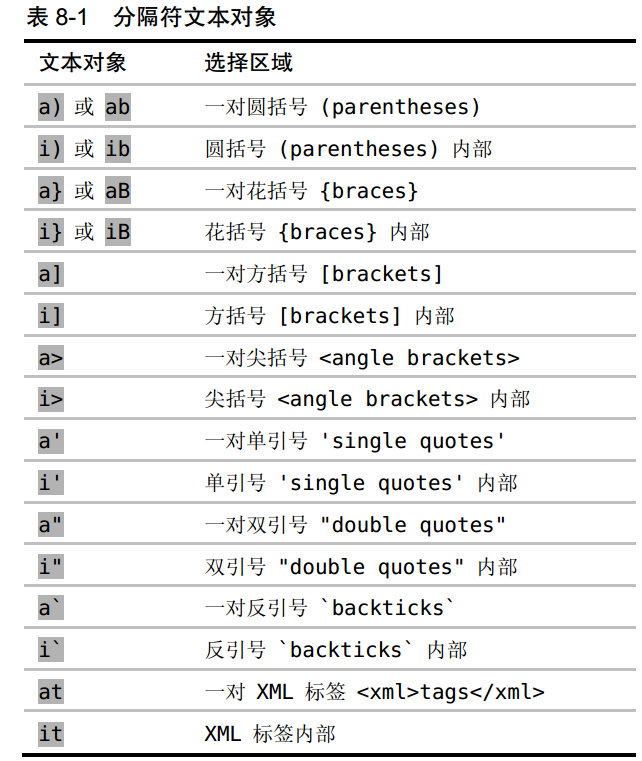 表 8-1 分隔符文本对象
文本对象 选择区域
a) 或 ab 一对圆括号 (parentheses)
i) 或 ib 圆括号 (parentheses) 内部
a} 或 aB 一对花括号 {braces}
i} 或 iB 花括号 {braces} 内部
a] 一对方括号 [brackets]
i] 方括号 [brackets] 内部
a> 一对尖括号 <angle brackets>
i> 尖括号 <angle brackets> 内部
a' 一对单引号 'single quotes'
i' 单引号 'single quotes' 内部
a" 一对双引号 "double quotes"
i" 双引号 "double quotes" 内部
a` 一对反引号 `backticks`
i` 反引号 `backticks` 内部
at 一对 XML 标签 <xml>tags</xml>
it XML 标签内部